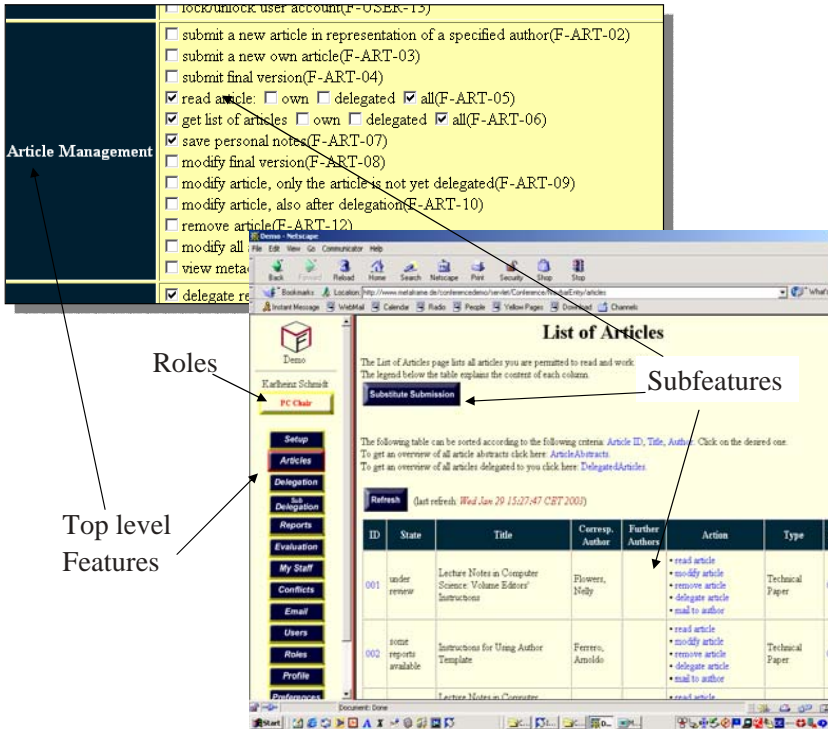 lock/unlock user account(F-USER-13)
submit a new article in representation of a specified author(F-ART-02)
submit a new own article(F-ART-03)
submit final version(F-ART-04)
read article: own delegated all(F-ART-05)
get list of articles own delegated all(F-ART-06)
save personal notes(F-ART-07)
Article Management
modify final version(F-ART-08)
modify article, only the article is not yet delegated(F-ART-09)
modify article, also after delegation(F-ART-10)
remove article(F-ART-12)
modify all
view
delegate
Demo - Netscape
File Edit View Go Communicator Help
Back Forward Reload Home Search Netscape Print Security Shop Stop
Bookmarks Location: What's
Instant Message WebMail Calendar Radio People Yellow Pages Download Channels
Demo
Karlheinz Schmidt
PC Chair
Roles
Setup
Articles
Delegation
Sub Delegation
Reports
Evaluation
My Staff
Conflicts
Email
Users
Roles
Profile
Preferences
Top level
Features
List of Articles
The List of Articles page lists all articles you are permitted to read and work
The legend below the table explains the content of each column.
Subfeatures
Substitute Submission
The following table can be sorted according to the following criteria: Article ID, Title, Author. Click on the desired one.
To get an overview of all article abstracts click here: ArticleAbstracts.
To get an overview of all articles delegated to you click here: DelegatedArticles.
Refresh (last refresh: Wed Jan 29 15:27:47 CET 2003)
ID State Title Corresp. Author Further Authors Action Type
001 under review Lecture Notes in Computer Science: Volume Editors' Instructions Flowers, Nelly
• read article
• modify article
• remove article
• delegate article
• mail to author
Technical Paper
002 some reports available Instructions for Using Author Template Ferrero, Arnoldo
• read article
• modify article
• remove article
• delegate article
• mail to author
Technical Paper
Lecture Notes in Computer
• read article
Document: Done
Start